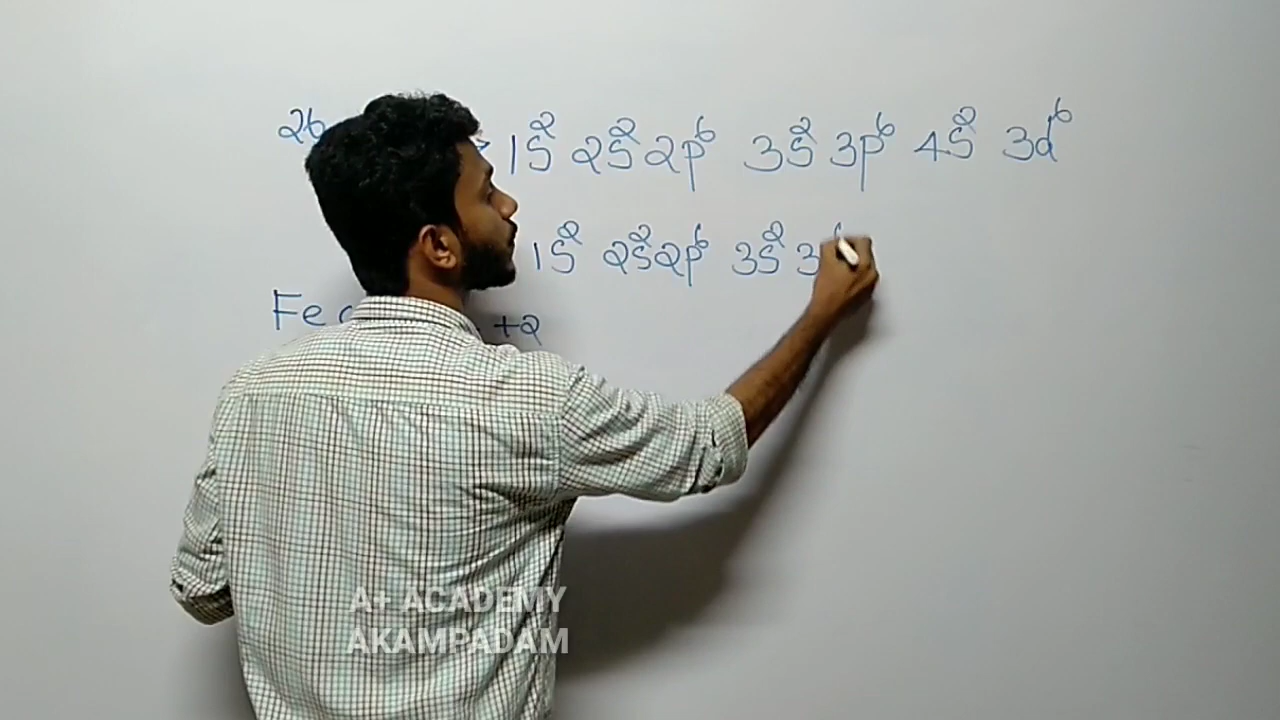 26 1s² 2s² 2p⁶ 3s² 3p⁶ 4s² 3d⁶
1s² 2s² 2p⁶ 3s² 3
Fe +2
A+ ACADEMY
AKAMPADAM